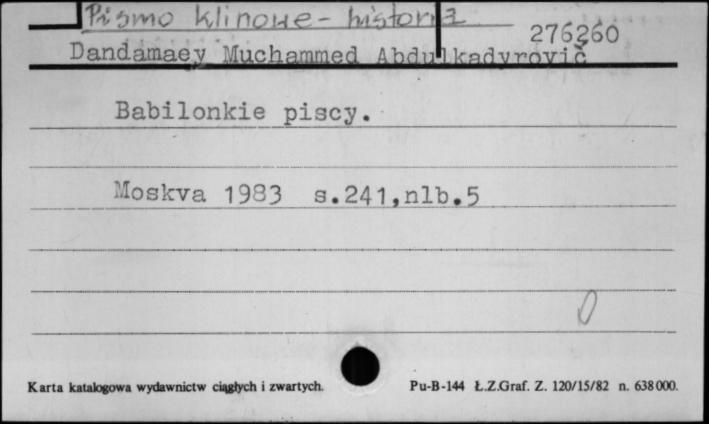 Pismo klinowe - historia
276260
Dandamaey Muchammed Abdulkadyrovič
Babilonkie piscy.
Moskva 1983 s.241,nlb.5
0
Karta katalogowa wydawnictw ciągłych i zwartych.
Pu-B-144 Ł.Z.Graf. Z. 120/15/82 n. 638000.